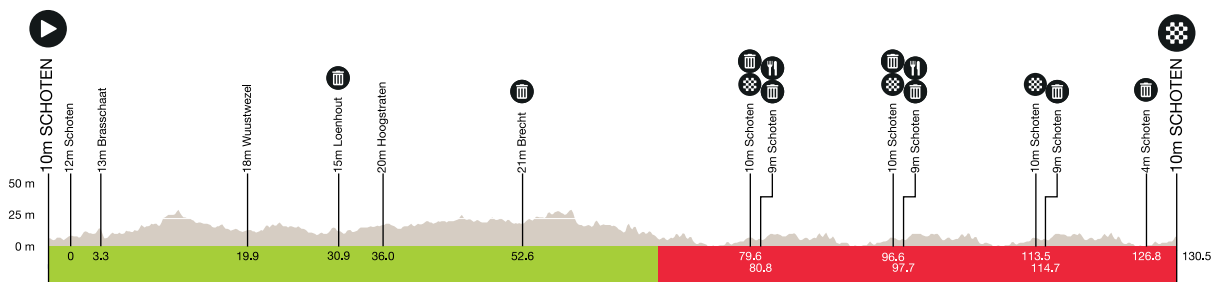 10m SCHOTEN
12m Schoten
13m Brasschaat
18m Wuustwezel
15m Loenhout
20m Hoogstraten
21m Brecht
10m Schoten
9m Schoten
10m Schoten
9m Schoten
10m Schoten
9m Schoten
4m Schoten
10m SCHOTEN
50 m
25 m
0 m
0 3.3 19.9 30.9 36.0 52.6 79.6 96.6 113.5 126.8 130.5
80.8 97.7 114.7